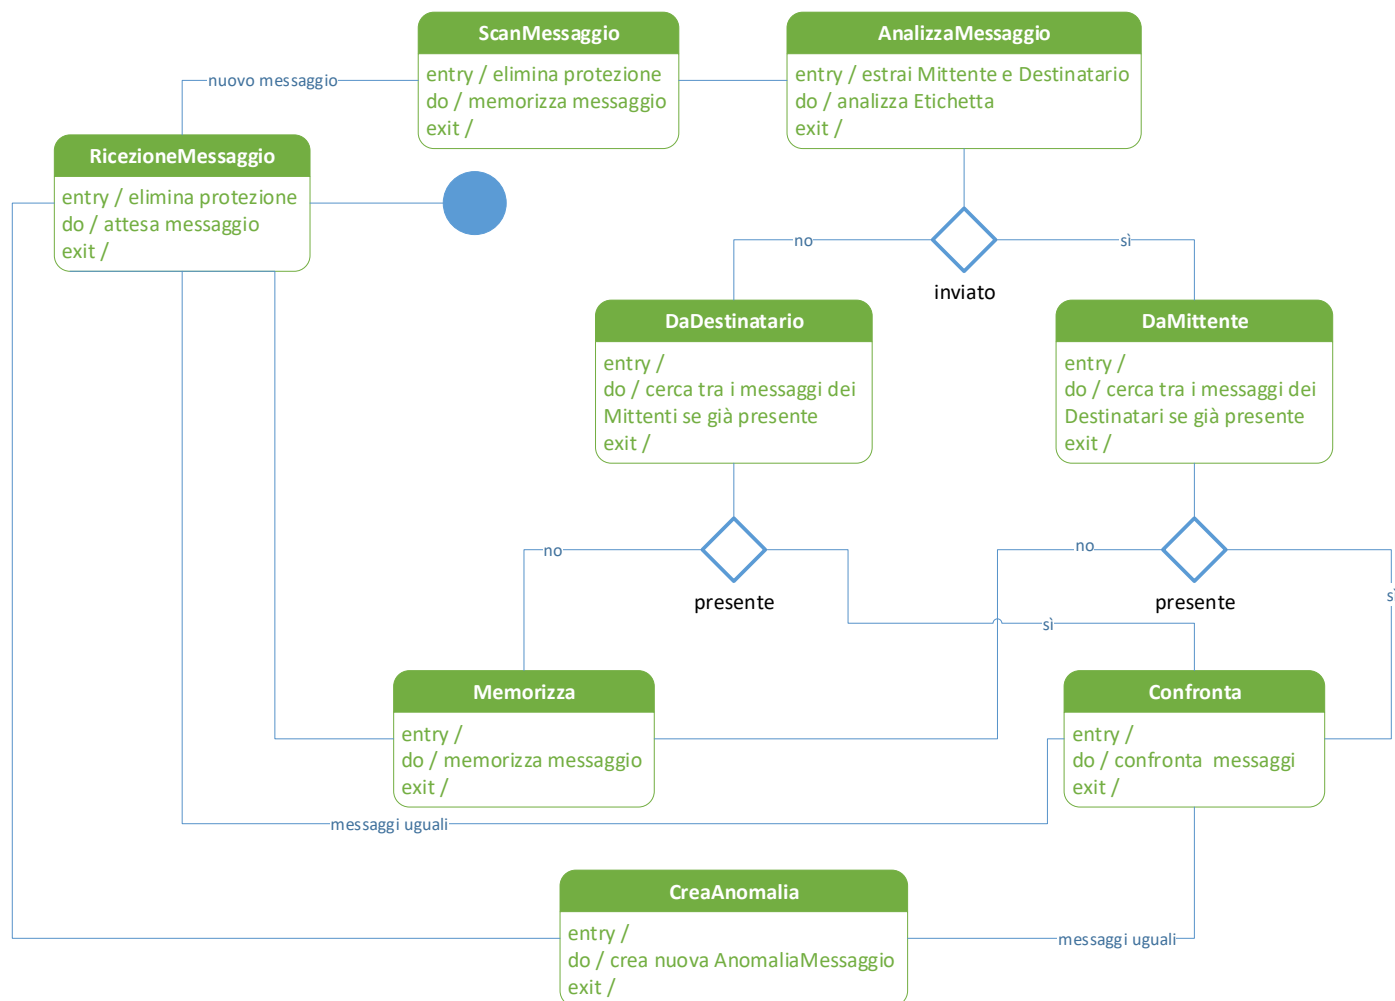 ScanMessaggio
entry / elimina protezione
do / memorizza messaggio
exit /
AnalizzaMessaggio
entry / estrai Mittente e Destinatario
do / analizza Etichetta
exit /
nuovo messaggio
RicezioneMessaggio
entry / elimina protezione
do / attesa messaggio
exit /
no
sì
inviato
DaDestinatario
entry /
do / cerca tra i messaggi dei
Mittenti se già presente
exit /
DaMittente
entry /
do / cerca tra i messaggi dei
Destinatari se già presente
exit /
no
presente
sì
no
presente
sì
Memorizza
entry /
do / memorizza messaggio
exit /
Confronta
entry /
do / confronta  messaggi
exit /
messaggi uguali
CreaAnomalia
entry /
do / crea nuova AnomaliaMessaggio
exit /
messaggi uguali